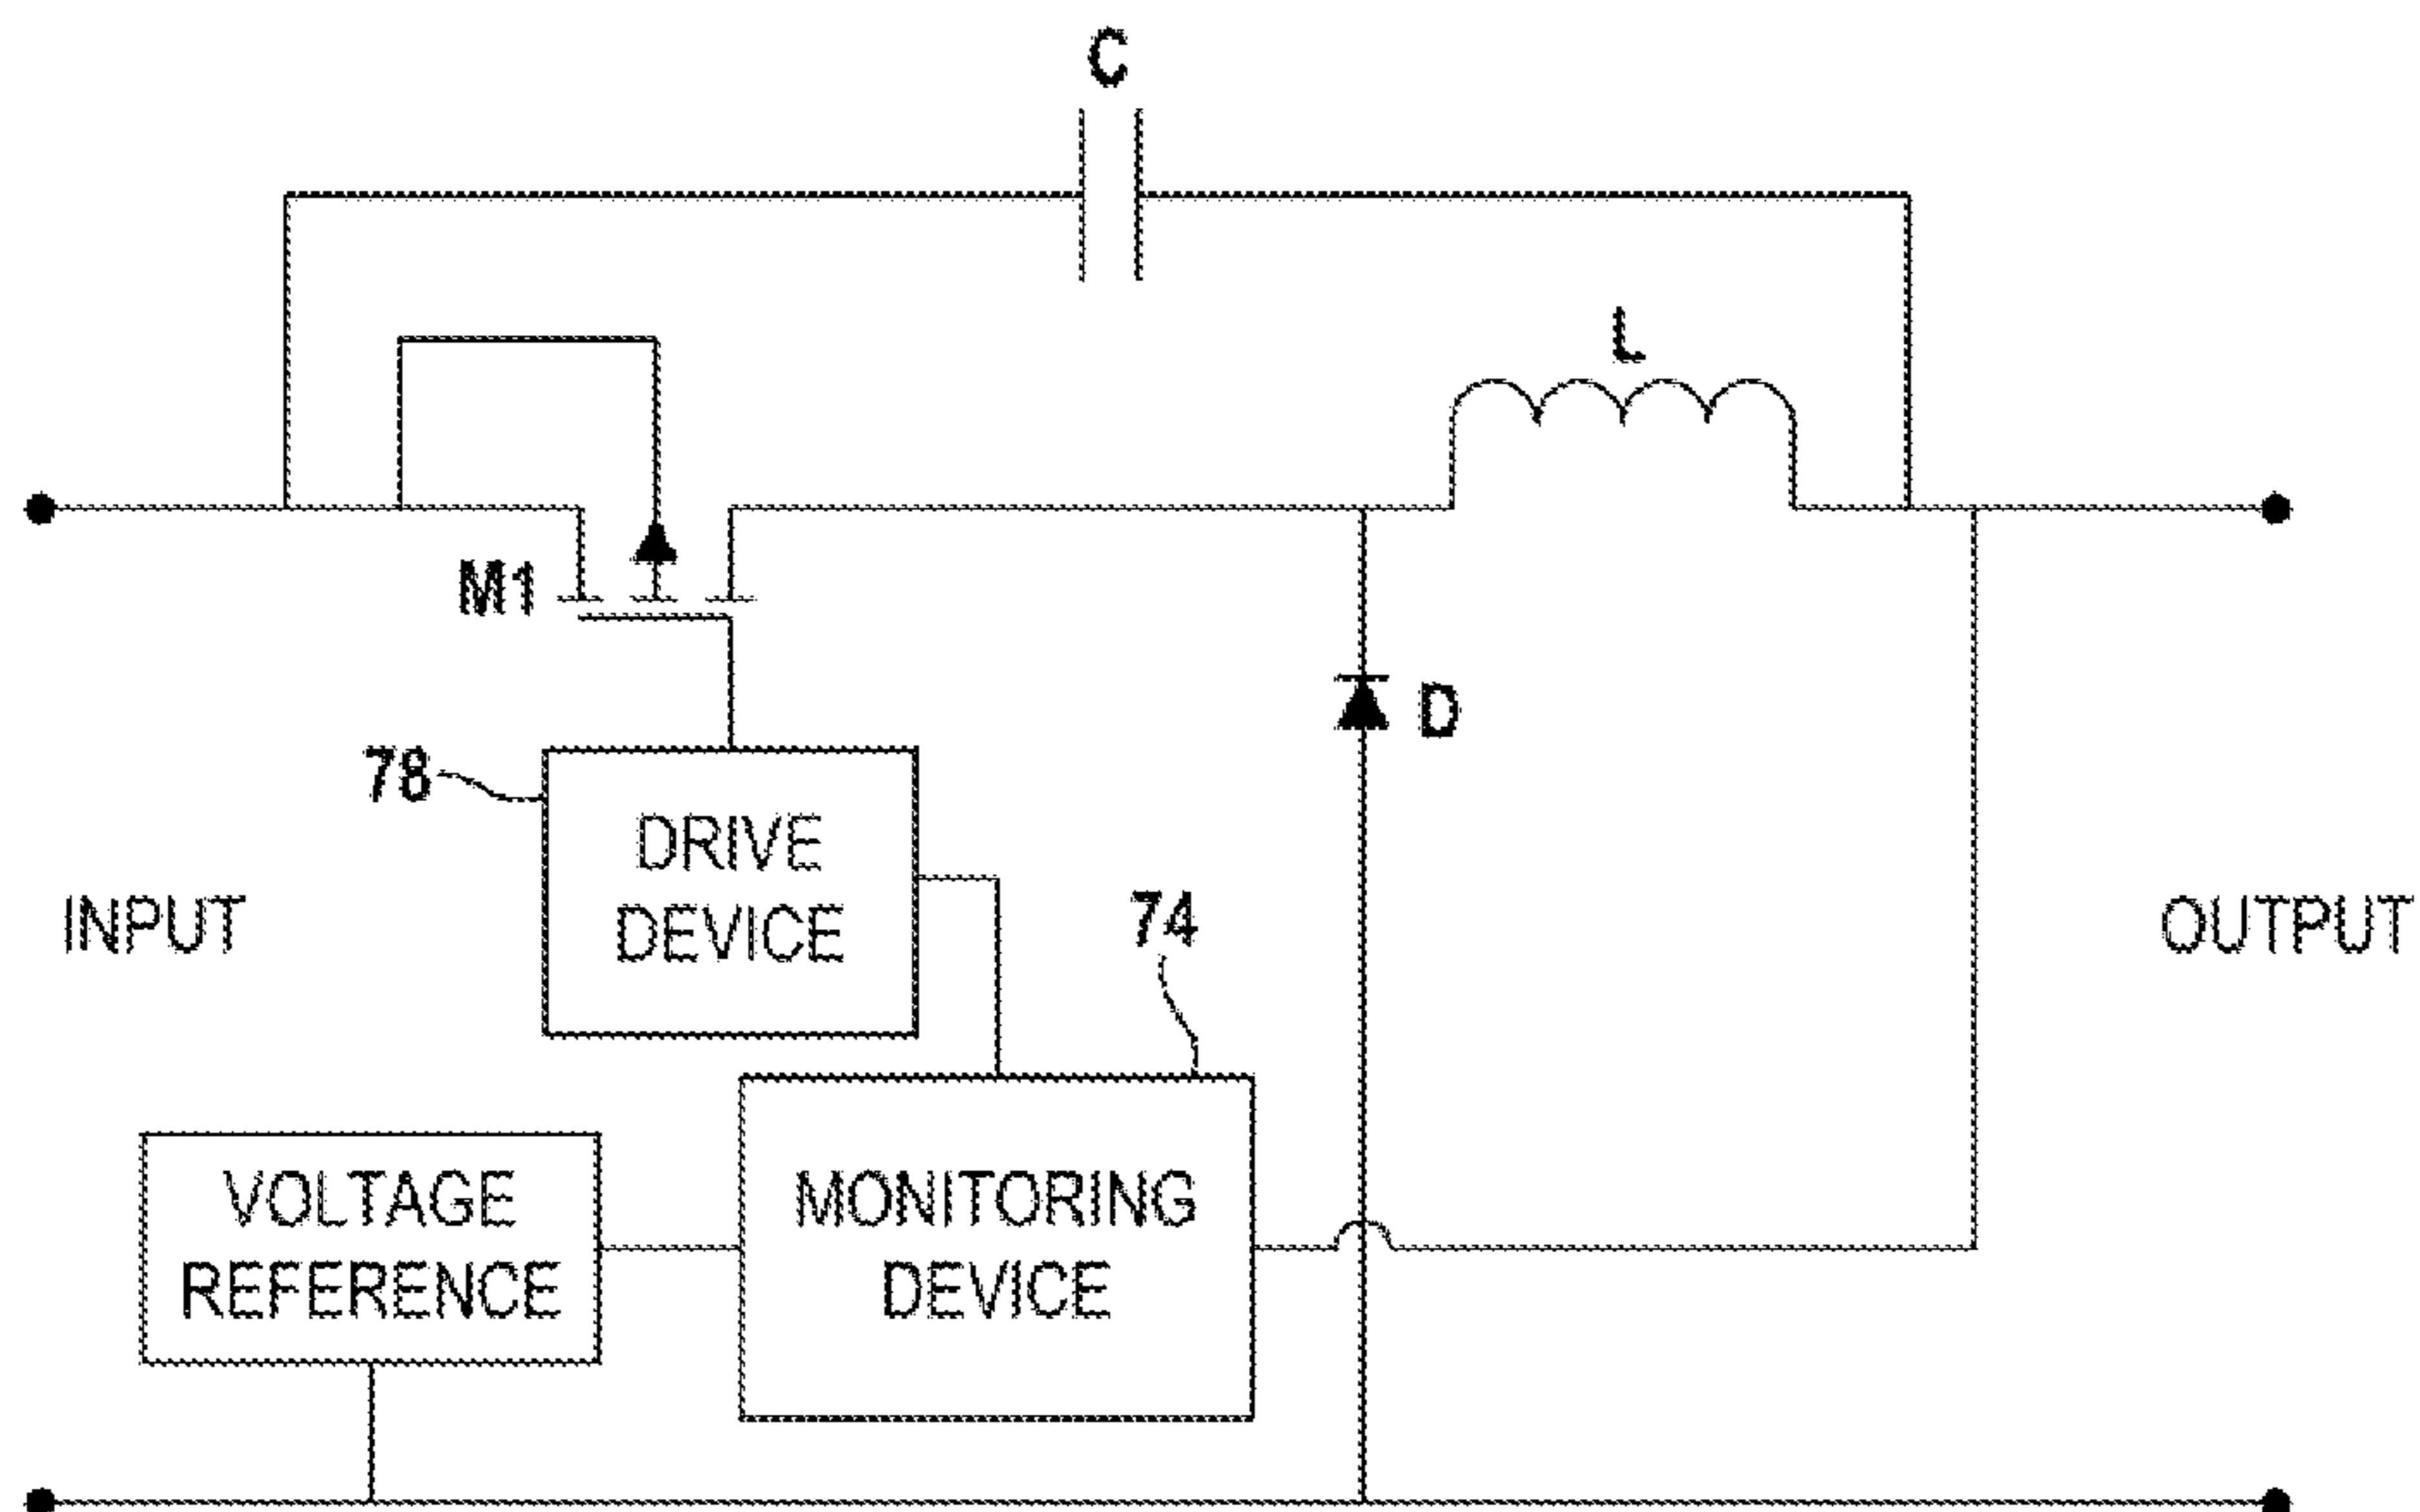 C
L
M1
D
78
DRIVE
DEVICE
INPUT
74
OUTPUT
VOLTAGE
REFERENCE
MONITORING
DEVICE